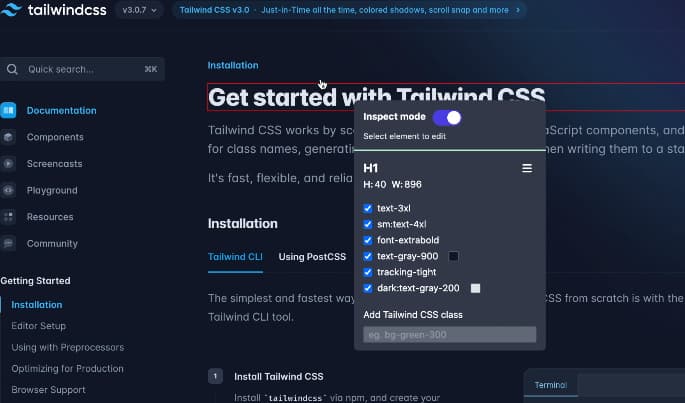 tailwindcss
v3.0.7
Tailwind CSS v3.0 · Just-in-Time all the time, colored shadows, scroll snap and more
Quick search... ⌘K
Documentation
Components
Screencasts
Playground
Resources
Community
Getting Started
Installation
Editor Setup
Using with Preprocessors
Optimizing for Production
Browser Support
Installation
Get started with Tailwind CSS
Tailwind CSS works by sc aScript components, and
for class names, generatin hen writing them to a sta
It's fast, flexible, and relia
Installation
Tailwind CLI Using PostCSS
The simplest and fastest way CSS from scratch is with the
Tailwind CLI tool.
1 Install Tailwind CSS
Install `tailwindcss` via npm, and create your
Terminal
Inspect mode
Select element to edit
H1
H: 40 W: 896
text-3xl
sm:text-4xl
font-extrabold
text-gray-900
tracking-tight
dark:text-gray-200
Add Tailwind CSS class
eg. bg-green-300